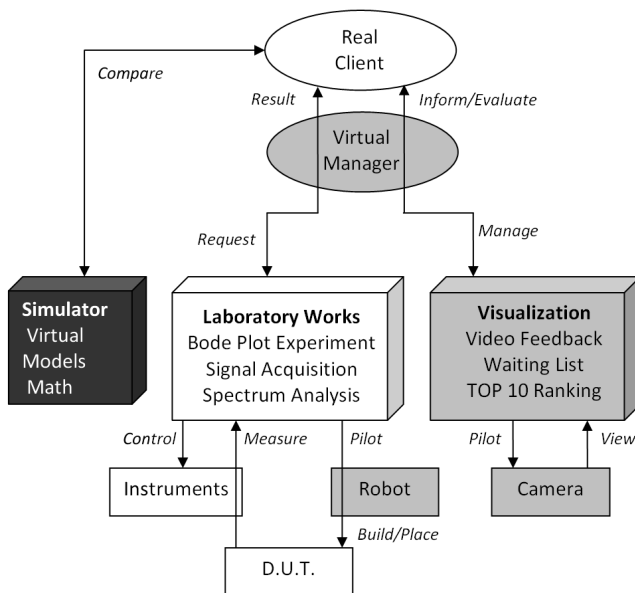 Real
Client
Compare
Result
Inform/Evaluate
Virtual
Manager
Request
Manage
Simulator
Virtual
Models
Math
Laboratory Works
Bode Plot Experiment
Signal Acquisition
Spectrum Analysis
Visualization
Video Feedback
Waiting List
TOP 10 Ranking
Control
Measure
Pilot
Pilot
View
Instruments
Robot
Camera
Build/Place
D.U.T.